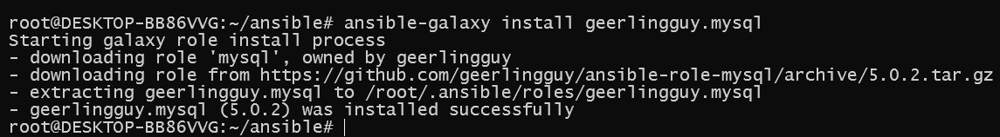 root@DESKTOP-BB86VVG:~/ansible# ansible-galaxy install geerlingguy.mysql
Starting galaxy role install process
- downloading role 'mysql', owned by geerlingguy
- downloading role from https://github.com/geerlingguy/ansible-role-mysql/archive/5.0.2.tar.gz
- extracting geerlingguy.mysql to /root/.ansible/roles/geerlingguy.mysql
- geerlingguy.mysql (5.0.2) was installed successfully
root@DESKTOP-BB86VVG:~/ansible#